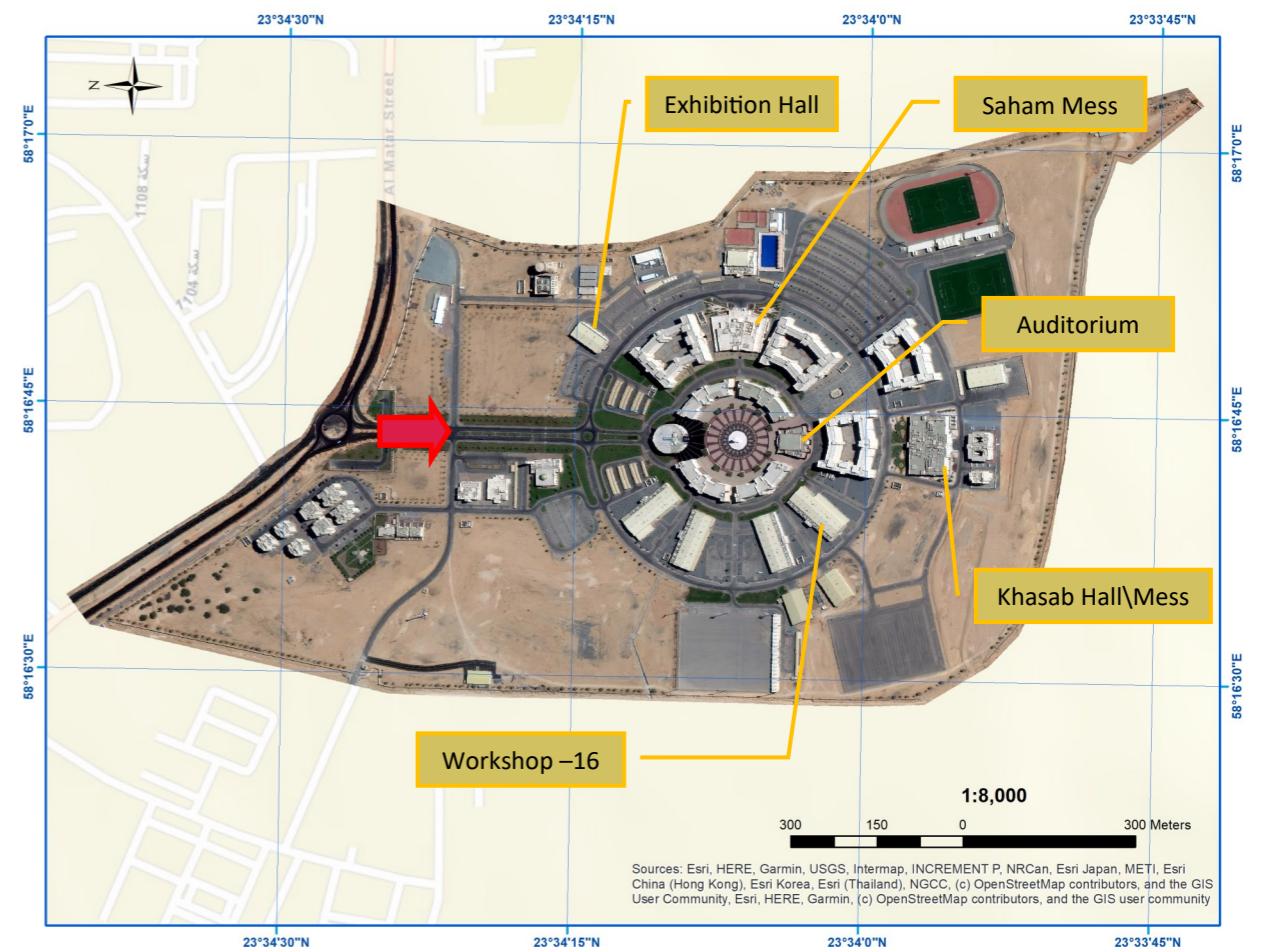 23°34'30"N
23°34'15"N
23°34'0"N
23°33'45"N
N
58°17'0"E
Al Matar Street
سكة 1108
سكة 1104
Exhibition Hall
Saham Mess
58°17'0"E
Auditorium
58°16'45"E
58°16'45"E
Khasab Hall\Mess
58°16'30"E
58°16'30"E
Workshop –16
1:8,000
300 150 0 300 Meters
Sources: Esri, HERE, Garmin, USGS, Intermap, INCREMENT P, NRCan, Esri Japan, METI, Esri
China (Hong Kong), Esri Korea, Esri (Thailand), NGCC, (c) OpenStreetMap contributors, and the GIS
User Community, Esri, HERE, Garmin, (c) OpenStreetMap contributors, and the GIS user community
23°34'30"N
23°34'15"N
23°34'0"N
23°33'45"N